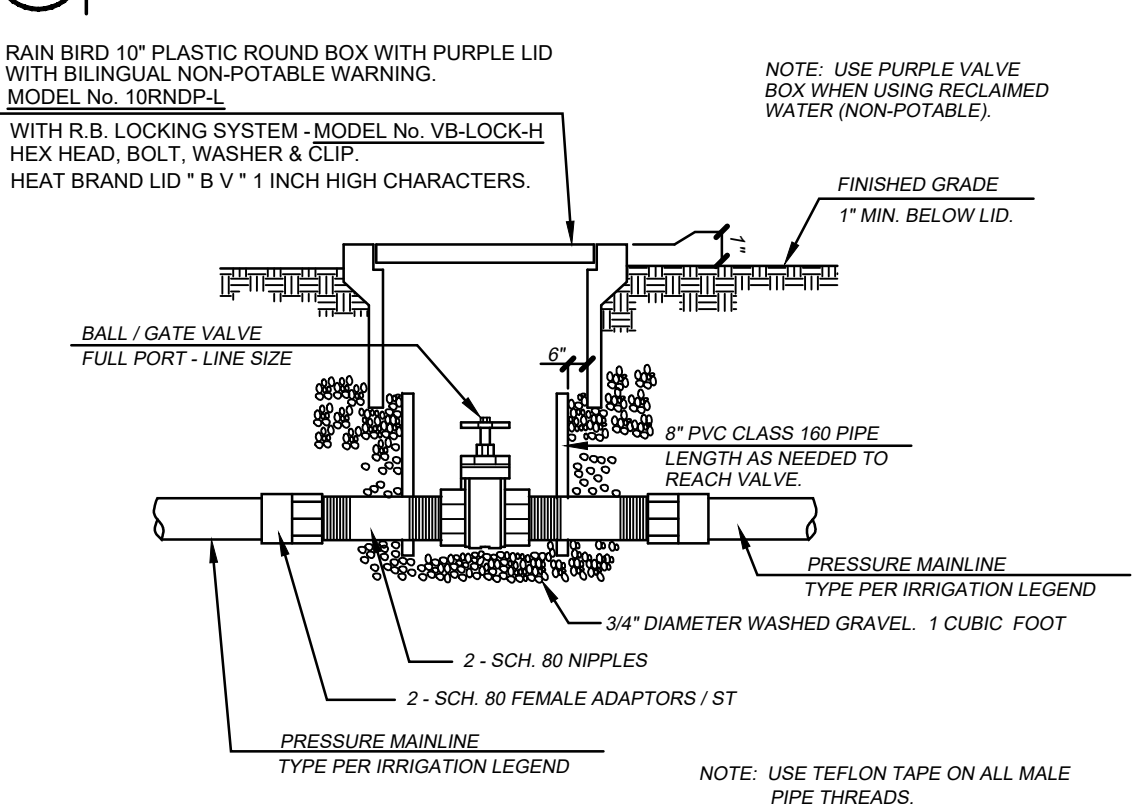 RAIN BIRD 10" PLASTIC ROUND BOX WITH PURPLE LID
WITH BILINGUAL NON-POTABLE WARNING.
MODEL No. 10RNDP-L
WITH R.B. LOCKING SYSTEM - MODEL No. VB-LOCK-H
HEX HEAD, BOLT, WASHER & CLIP.
HEAT BRAND LID " B V " 1 INCH HIGH CHARACTERS.
NOTE: USE PURPLE VALVE
BOX WHEN USING RECLAIMED
WATER (NON-POTABLE).
FINISHED GRADE
1" MIN. BELOW LID.
1"
BALL / GATE VALVE
FULL PORT - LINE SIZE
6"
8" PVC CLASS 160 PIPE
LENGTH AS NEEDED TO
REACH VALVE.
PRESSURE MAINLINE
TYPE PER IRRIGATION LEGEND
3/4" DIAMETER WASHED GRAVEL. 1 CUBIC FOOT
2 - SCH. 80 NIPPLES
2 - SCH. 80 FEMALE ADAPTORS / ST
PRESSURE MAINLINE
TYPE PER IRRIGATION LEGEND
NOTE: USE TEFLON TAPE ON ALL MALE
PIPE THREADS.